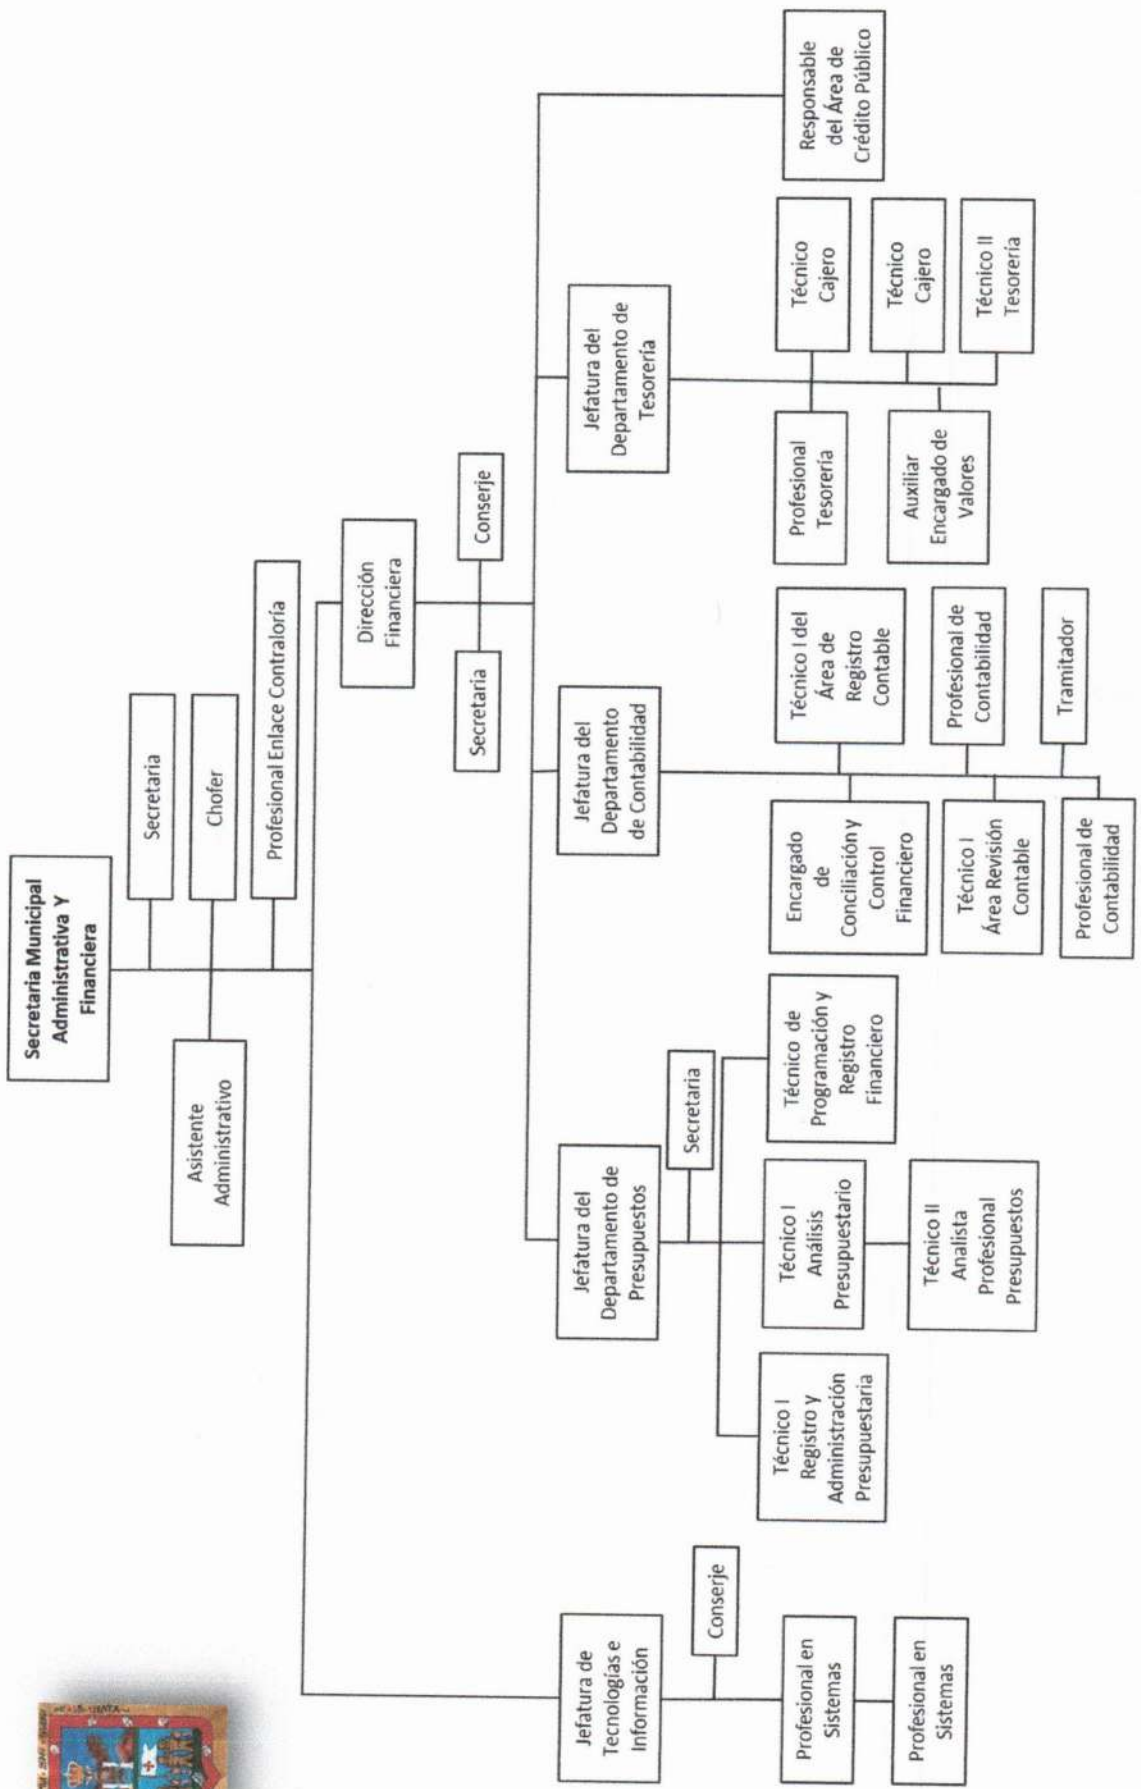 Secretaria Municipal
Administrativa Y
Financiera
Secretaria
Asistente
Administrativo
Chofer
Profesional Enlace Contraloría
Dirección
Financiera
Secretaria
Conserje
Jefatura de
Tecnologías e
Información
Conserje
Profesional en
Sistemas
Profesional en
Sistemas
Jefatura del
Departamento de
Presupuestos
Secretaria
Técnico I
Registro y
Administración
Presupuestaria
Técnico I
Análisis
Presupuestario
Técnico II
Analista
Profesional
Presupuestos
Técnico de
Programación y
Registro
Financiero
Jefatura del
Departamento
de Contabilidad
Encargado
de
Conciliación y
Control
Financiero
Técnico I del
Área de
Registro
Contable
Técnico I
Área Revisión
Contable
Profesional de
Contabilidad
Profesional de
Contabilidad
Tramitador
Jefatura del
Departamento de
Tesorería
Profesional
Tesorería
Técnico
Cajero
Auxiliar
Encargado de
Valores
Técnico
Cajero
Técnico II
Tesorería
Responsable
del Área de
Crédito Público